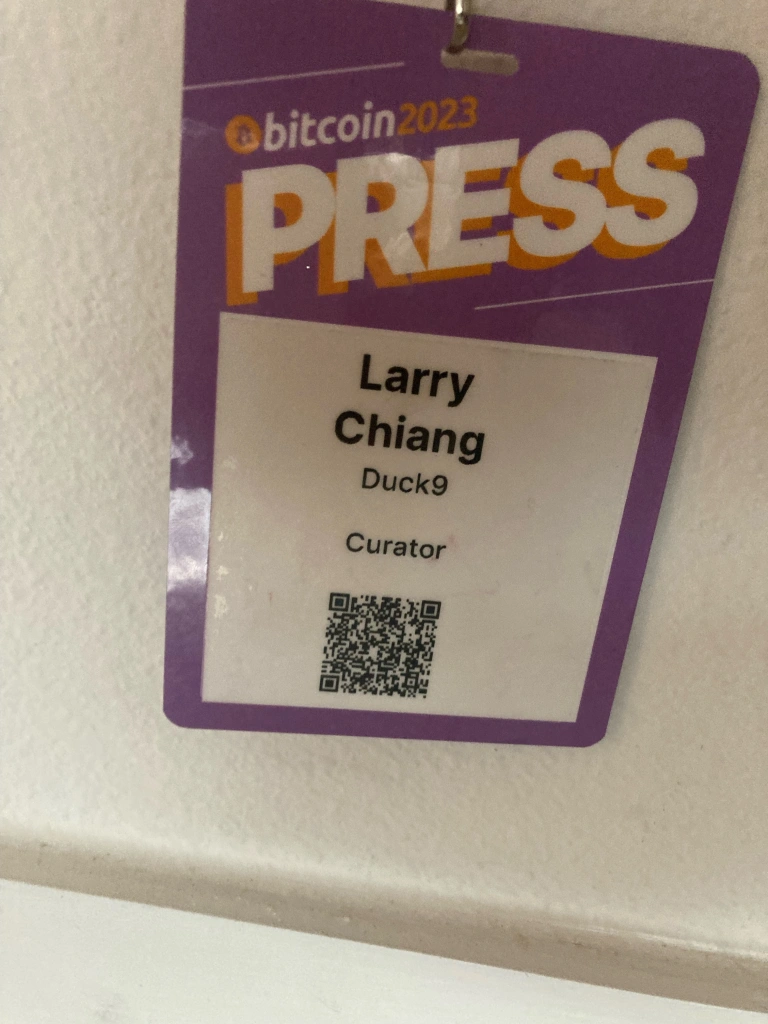 bitcoin2023
PRESS
Larry
Chiang
Duck9
Curator